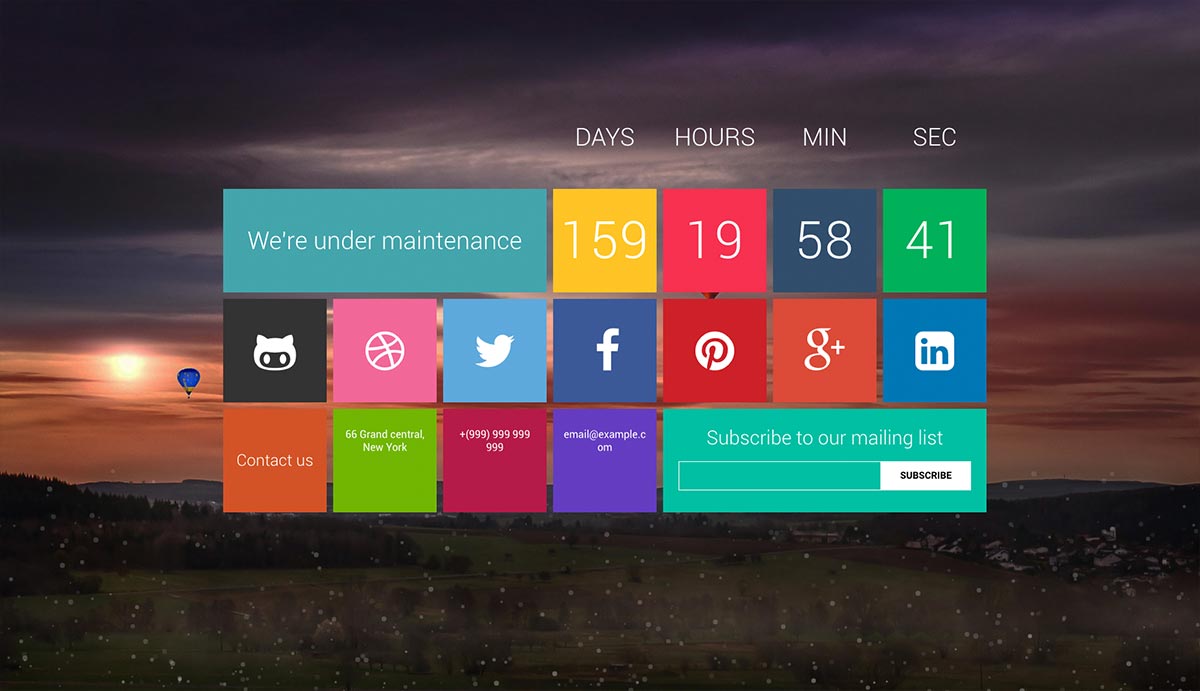 DAYS HOURS MIN SEC
We're under maintenance 159 19 58 41
Contact us
66 Grand central,
New York
+(999) 999 999
999
email@example.c
om
Subscribe to our mailing list
SUBSCRIBE